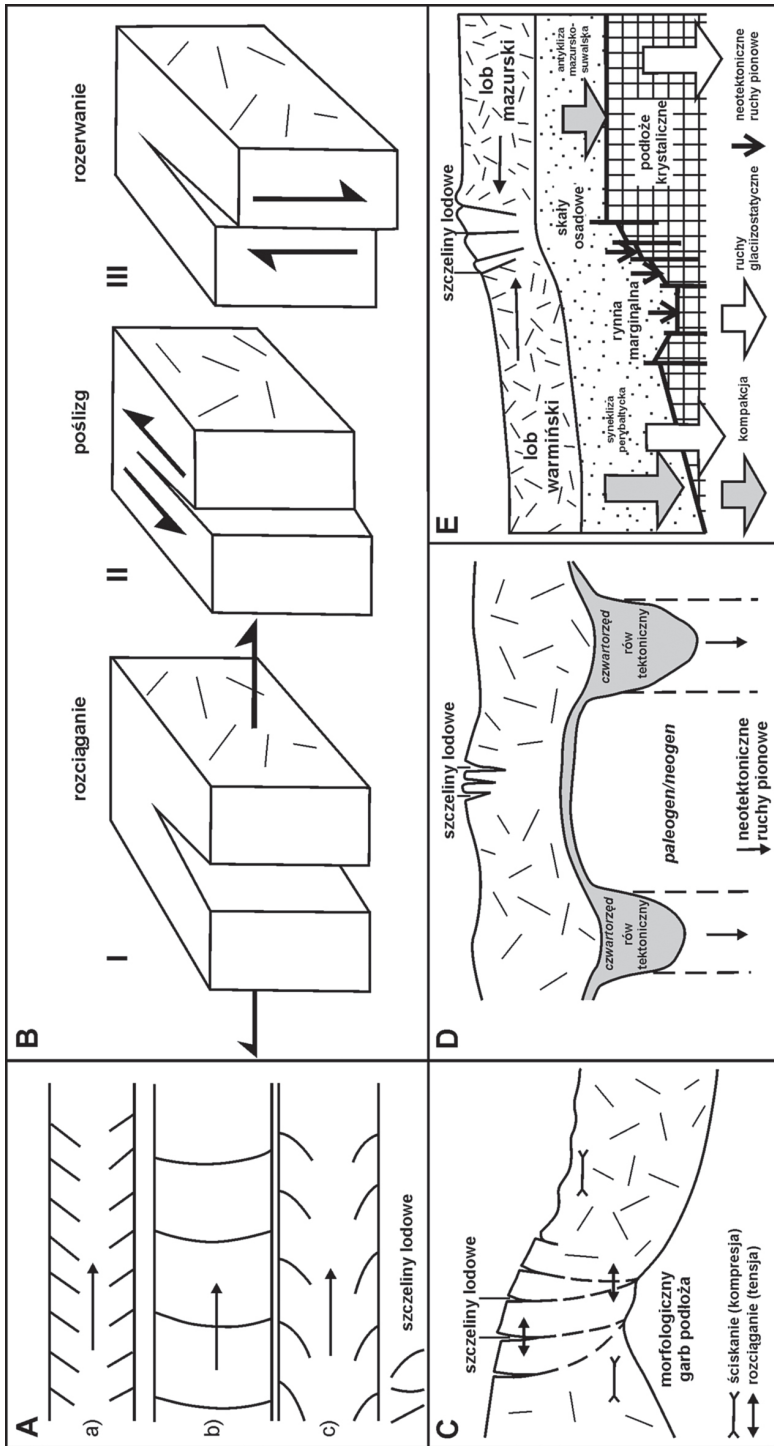 A
a)
b)
c)
szczeliny lodowe
B
I
rozciąganie
II
poślizg
III
rozerwanie
C
szczeliny lodowe
morfologiczny
garb podłoża
ściskanie (kompresja)
rozciąganie (tensja)
D
szczeliny lodowe
czwartorzęd
rów
tektoniczny
czwartorzęd
rów
tektoniczny
paleogen/neogen
neotektoniczne
ruchy pionowe
E
szczeliny lodowe
lob
warmiński
lob
mazurski
synekliza
perybałtycka
rynna
marginalna
skały
osadowe
antykliza
mazursko-
suwalska
podłoże
krystaliczne
kompakcja
ruchy
glaciizostatyczne
neotektoniczne
ruchy pionowe